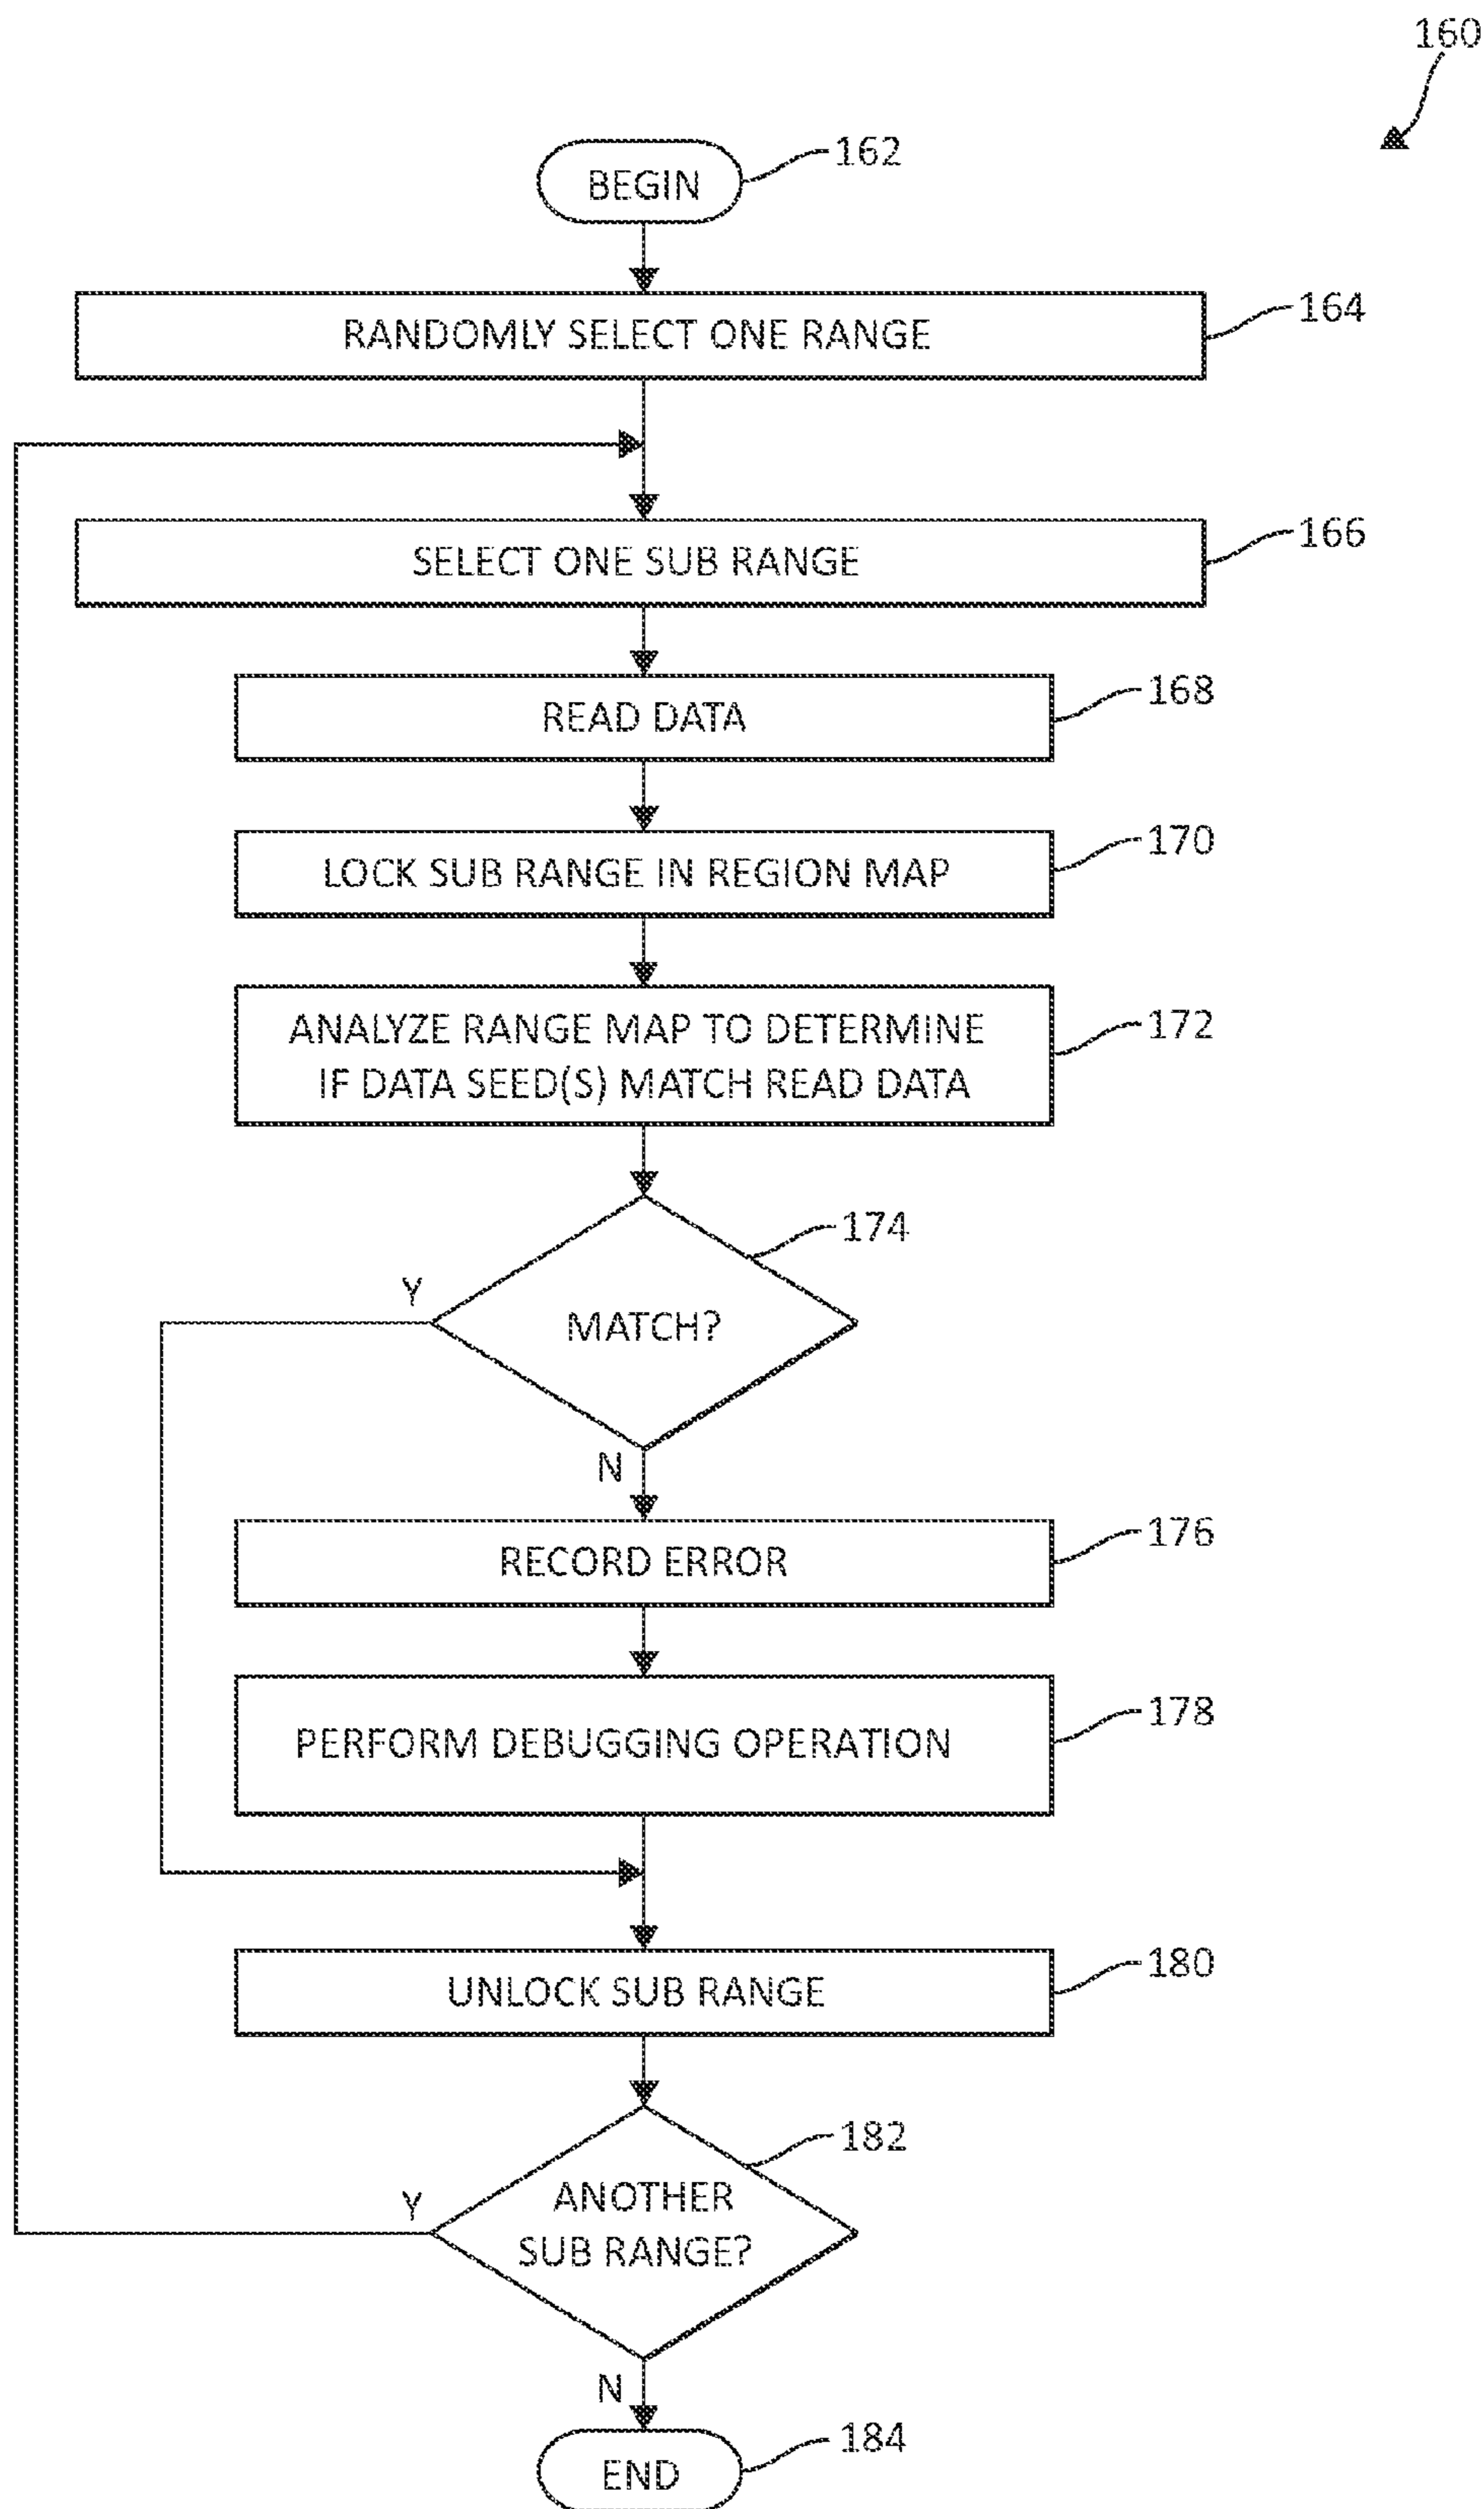 160
BEGIN
162
RANDOMLY SELECT ONE RANGE
164
SELECT ONE SUB RANGE
166
READ DATA
168
LOCK SUB RANGE IN REGION MAP
170
ANALYZE RANGE MAP TO DETERMINE
IF DATA SEED(S) MATCH READ DATA
172
174
Y
MATCH?
N
RECORD ERROR
176
PERFORM DEBUGGING OPERATION
178
UNLOCK SUB RANGE
180
182
Y
ANOTHER
SUB RANGE?
N
END
184